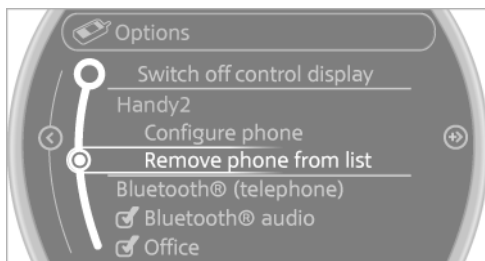 Options
Switch off control display
Handy2
Configure phone
Remove phone from list
Bluetooth® (telephone)
Bluetooth® audio
Office